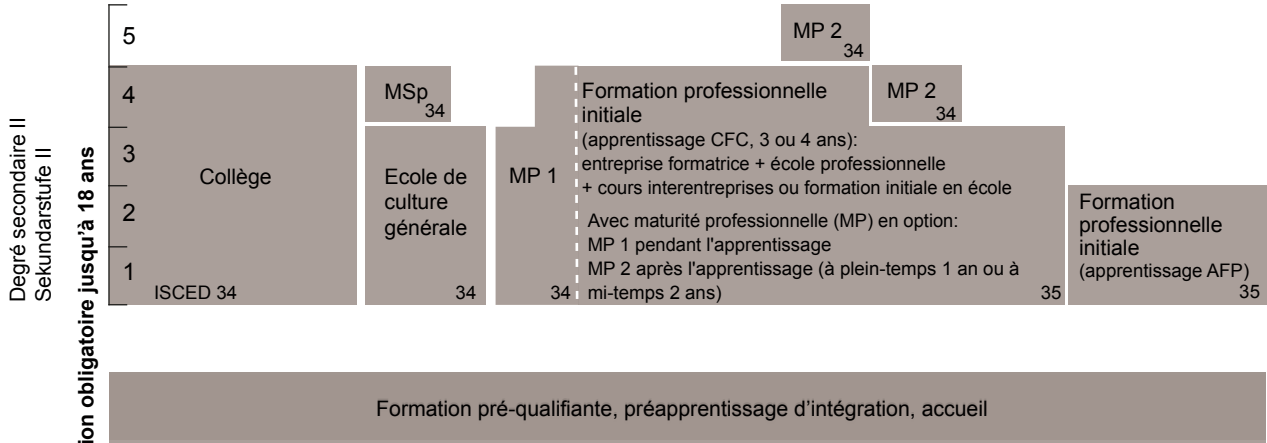 5
MP 2
34
4
MSp
34
Formation professionnelle
initiale
(apprentissage CFC, 3 ou 4 ans):
entreprise formatrice + école professionnelle
+ cours interentreprises ou formation initiale en école
Avec maturité professionnelle (MP) en option:
MP 1 pendant l'apprentissage
MP 2 après l'apprentissage (à plein-temps 1 an ou à
mi-temps 2 ans)
35
MP 2
34
3
2
1
Collège
ISCED 34
Ecole de
culture
générale
34
MP 1
34
Formation
professionnelle
initiale
(apprentissage AFP)
35
Degré secondaire II
Sekundarstufe II
ion obligatoire jusqu'à 18 ans
Formation pré-qualifiante, préapprentissage d'intégration, accueil